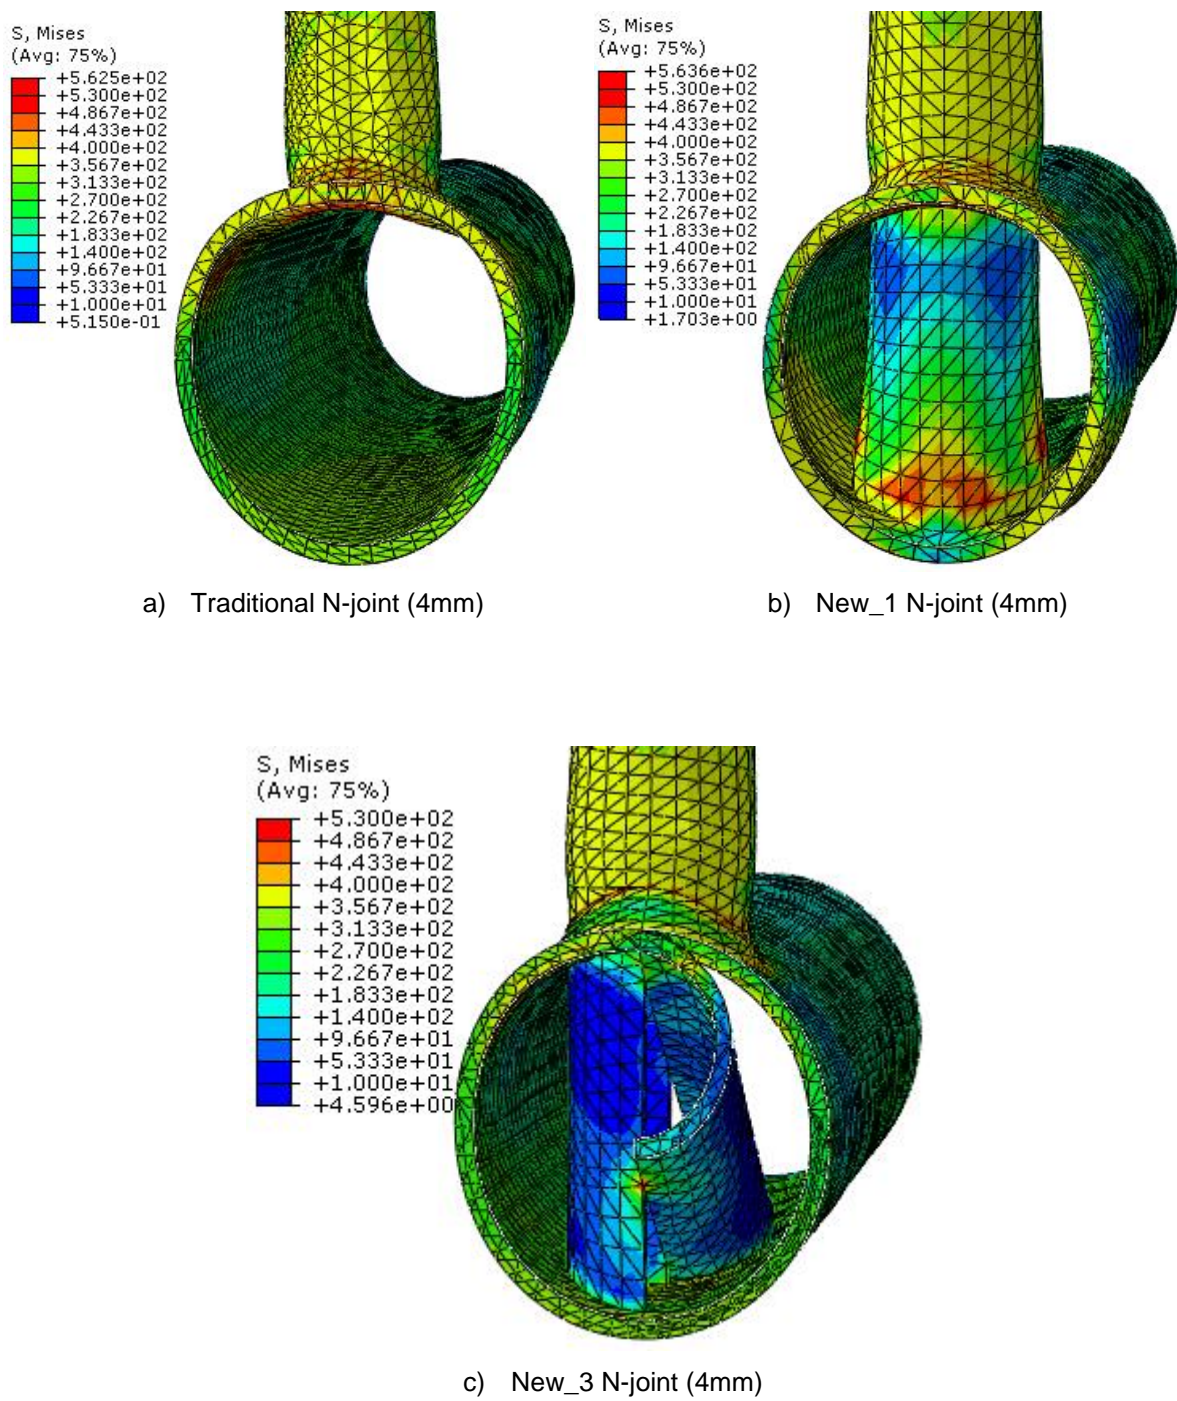 S, Mises
(Avg: 75%)
+5.625e+02
+5.300e+02
+4.867e+02
+4.433e+02
+4.000e+02
+3.567e+02
+3.133e+02
+2.700e+02
+2.267e+02
+1.833e+02
+1.400e+02
+9.667e+01
+5.333e+01
+1.000e+01
+5.150e-01
S, Mises
(Avg: 75%)
+5.636e+02
+5.300e+02
+4.867e+02
+4.433e+02
+4.000e+02
+3.567e+02
+3.133e+02
+2.700e+02
+2.267e+02
+1.833e+02
+1.400e+02
+9.667e+01
+5.333e+01
+1.000e+01
+1.703e+00
a) Traditional N-joint (4mm)
b) New_1 N-joint (4mm)
S, Mises
(Avg: 75%)
+5.300e+02
+4.867e+02
+4.433e+02
+4.000e+02
+3.567e+02
+3.133e+02
+2.700e+02
+2.267e+02
+1.833e+02
+1.400e+02
+9.667e+01
+5.333e+01
+1.000e+01
+4.596e+00
c) New_3 N-joint (4mm)